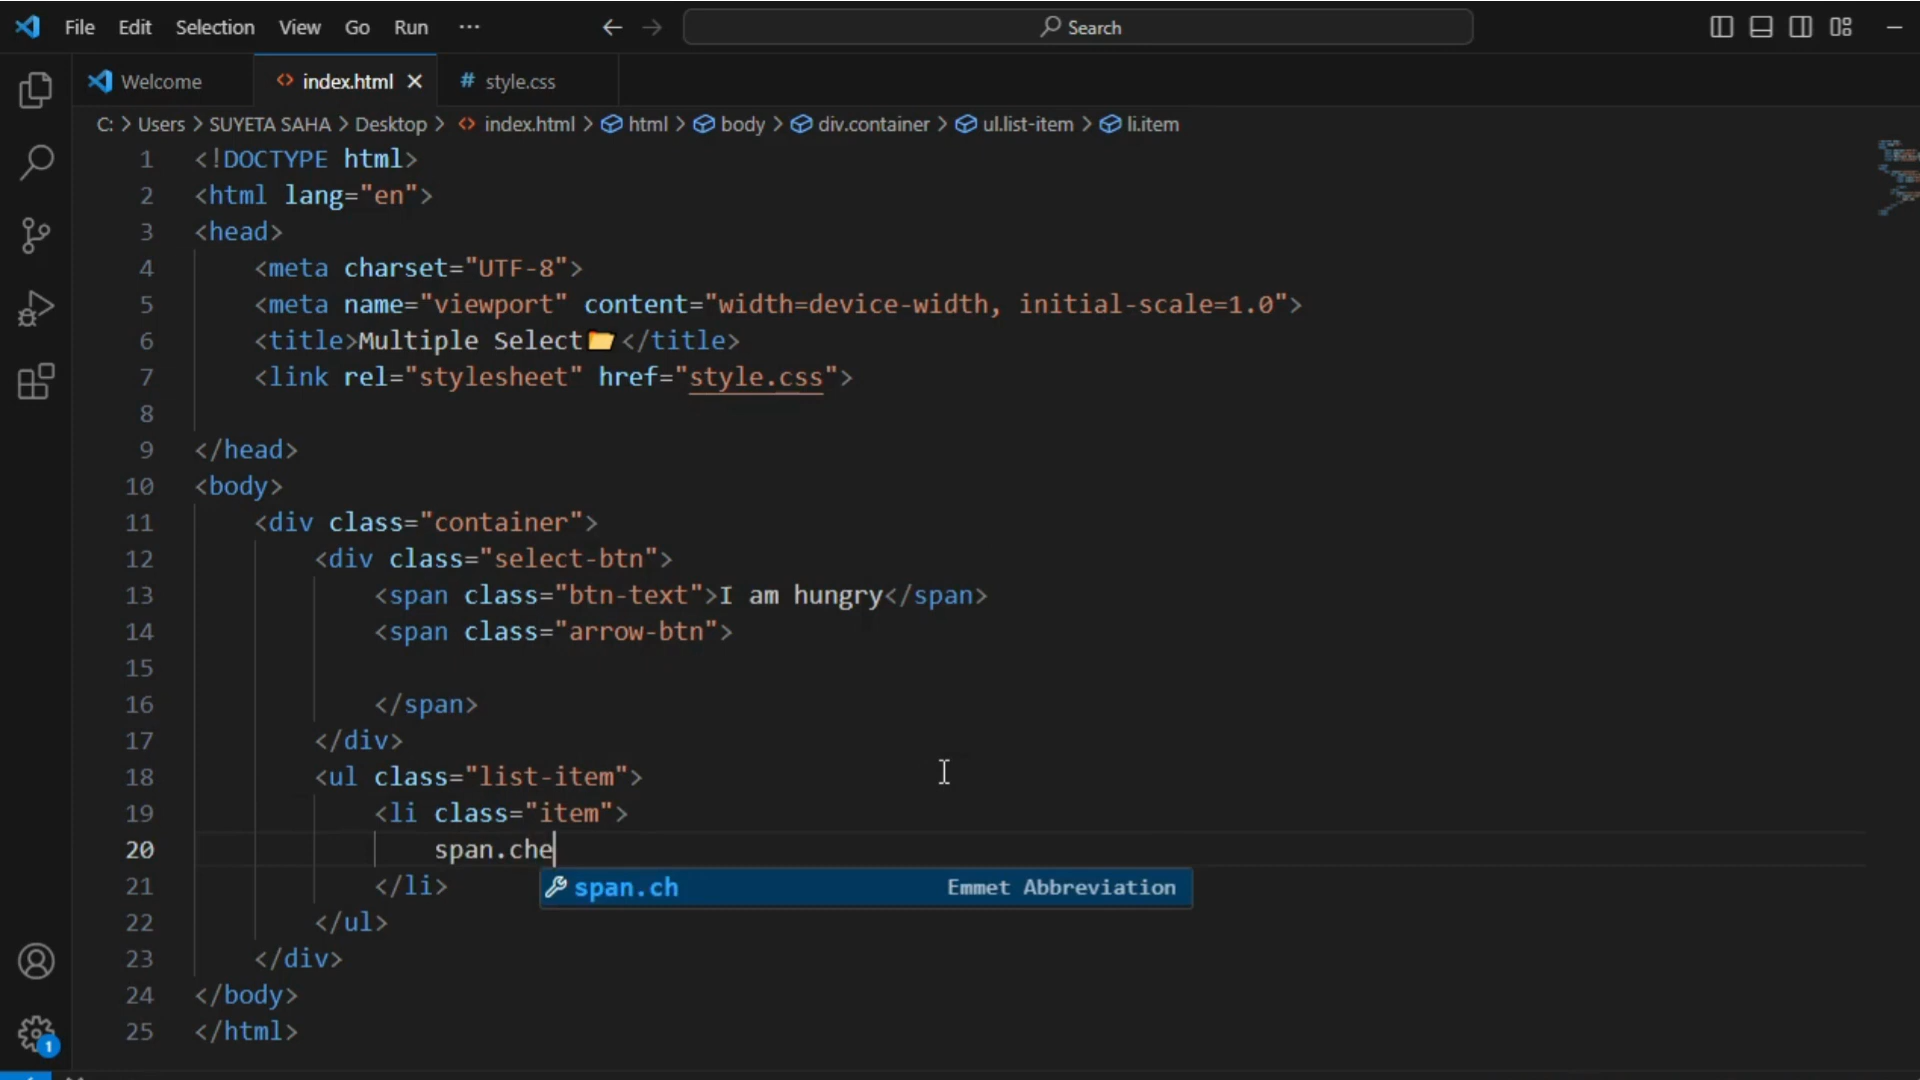 File Edit Selection View Go Run ··· Search
Welcome index.html style.css
C: > Users > SUYETA SAHA > Desktop > index.html > html > body > div.container > ul.list-item > li.item
1 <!DOCTYPE html>
2 <html lang="en">
3 <head>
4 <meta charset="UTF-8">
5 <meta name="viewport" content="width=device-width, initial-scale=1.0">
6 <title>Multiple Select📂</title>
7 <link rel="stylesheet" href="style.css">
8
9 </head>
10 <body>
11 <div class="container">
12 <div class="select-btn">
13 <span class="btn-text">I am hungry</span>
14 <span class="arrow-btn">
15
16 </span>
17 </div>
18 <ul class="list-item">
19 <li class="item">
20 span.che
span.ch Emmet Abbreviation
21 </li>
22 </ul>
23 </div>
24 </body>
25 </html>
1